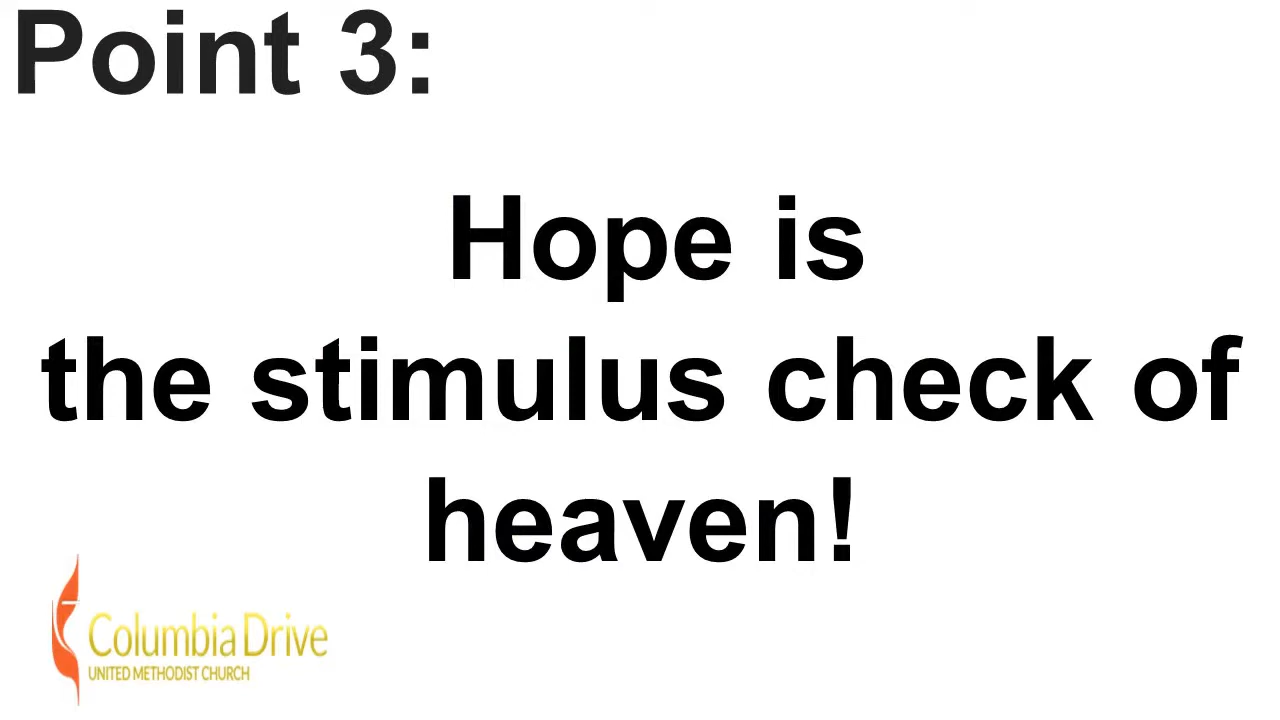 Point 3:
Hope is
the stimulus check of
heaven!
Columbia Drive
UNITED METHODIST CHURCH